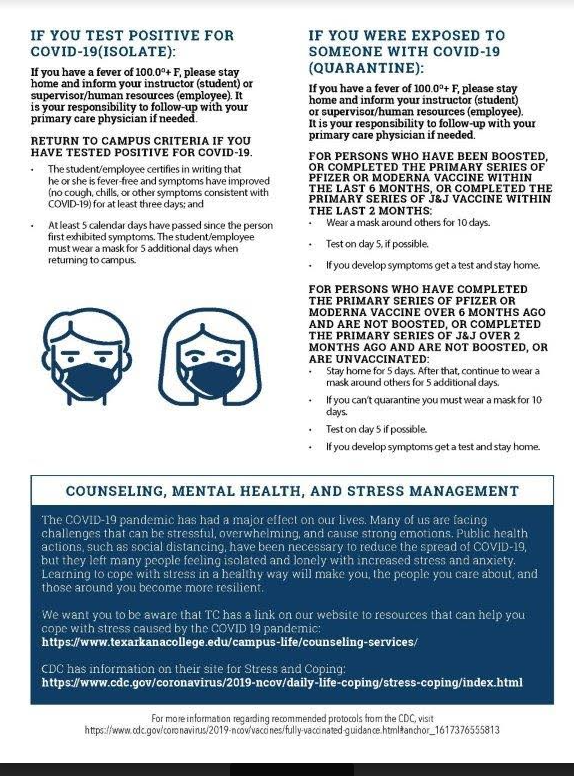 IF YOU TEST POSITIVE FOR
COVID-19(ISOLATE):
If you have a fever of 100.0º+ F, please stay
home and inform your instructor (student) or
supervisor/human resources (employee). It
is your responsibility to follow-up with your
primary care physician if needed.
RETURN TO CAMPUS CRITERIA IF YOU
HAVE TESTED POSITIVE FOR COVID-19.
• The student/employee certifies in writing that
he or she is fever-free and symptoms have improved
(no cough, chills, or other symptoms consistent with
COVID-19) for at least three days; and
• At least 5 calendar days have passed since the person
first exhibited symptoms. The student/employee
must wear a mask for 5 additional days when
returning to campus.
IF YOU WERE EXPOSED TO
SOMEONE WITH COVID-19
(QUARANTINE):
If you have a fever of 100.0º+ F, please stay
home and inform your instructor (student)
or supervisor/human resources (employee).
It is your responsibility to follow-up with your
primary care physician if needed.
FOR PERSONS WHO HAVE BEEN BOOSTED,
OR COMPLETED THE PRIMARY SERIES OF
PFIZER OR MODERNA VACCINE WITHIN
THE LAST 6 MONTHS, OR COMPLETED THE
PRIMARY SERIES OF J&J VACCINE WITHIN
THE LAST 2 MONTHS:
• Wear a mask around others for 10 days.
• Test on day 5, if possible.
• If you develop symptoms get a test and stay home.
FOR PERSONS WHO HAVE COMPLETED
THE PRIMARY SERIES OF PFIZER OR
MODERNA VACCINE OVER 6 MONTHS AGO
AND ARE NOT BOOSTED, OR COMPLETED
THE PRIMARY SERIES OF J&J OVER 2
MONTHS AGO AND ARE NOT BOOSTED, OR
ARE UNVACCINATED:
• Stay home for 5 days. After that, continue to wear a
mask around others for 5 additional days.
• If you can't quarantine you must wear a mask for 10
days.
• Test on day 5 if possible.
• If you develop symptoms get a test and stay home.
COUNSELING, MENTAL HEALTH, AND STRESS MANAGEMENT
The COVID-19 pandemic has had a major effect on our lives. Many of us are facing
challenges that can be stressful, overwhelming, and cause strong emotions. Public health
actions, such as social distancing, have been necessary to reduce the spread of COVID-19,
but they left many people feeling isolated and lonely with increased stress and anxiety.
Learning to cope with stress in a healthy way will make you, the people you care about, and
those around you become more resilient.
We want you to be aware that TC has a link on our website to resources that can help you
cope with stress caused by the COVID 19 pandemic:
https://www.texarkanacollege.edu/campus-life/counseling-services/
CDC has information on their site for Stress and Coping:
https://www.cdc.gov/coronavirus/2019-ncov/daily-life-coping/stress-coping/index.html
For more information regarding recommended protocols from the CDC, visit
https://www.cdc.gov/coronavirus/2019-ncov/vaccines/fully-vaccinated-guidance.html#anchor_1617376555813